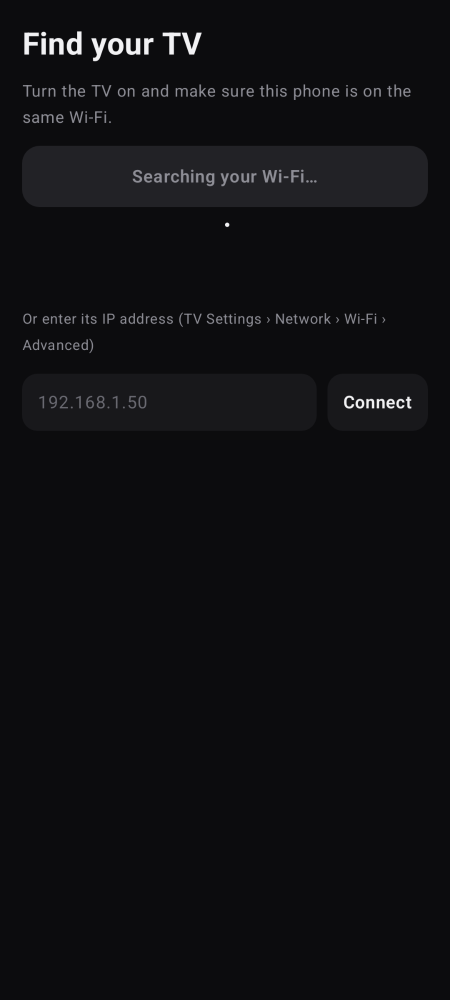 Find your TV
Turn the TV on and make sure this phone is on the
same Wi-Fi.
Searching your Wi-Fi…
Or enter its IP address (TV Settings › Network › Wi-Fi ›
Advanced)
192.168.1.50
Connect